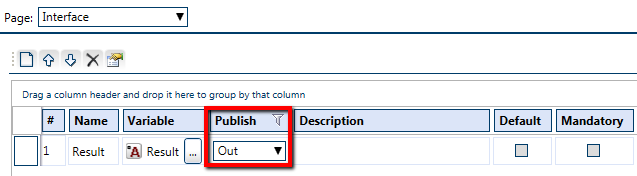 Page: Interface
Drag a column header and drop it here to group by that column
# Name Variable Publish Description Default Mandatory
1 Result Result ... Out